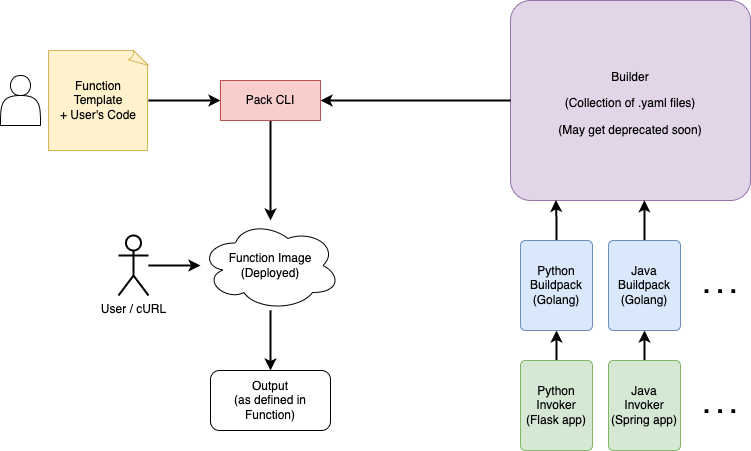 Function
Template
+ User's Code
Pack CLI
Builder
(Collection of .yaml files)
(May get deprecated soon)
Function Image
(Deployed)
User / cURL
Output
(as defined in
Function)
Python
Buildpack
(Golang)
Java
Buildpack
(Golang)
. . .
Python
Invoker
(Flask app)
Java
Invoker
(Spring app)
. . .